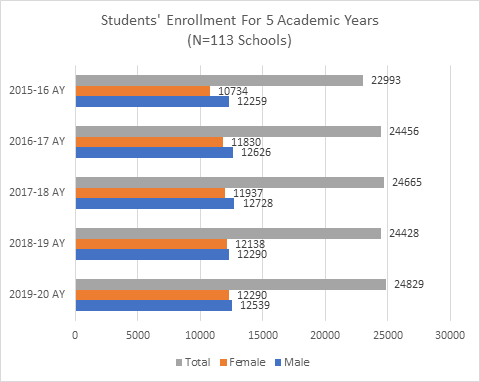 Students' Enrollment For 5 Academic Years
(N=113 Schools)
2015-16 AY
22993
10734
12259
2016-17 AY
24456
11830
12626
2017-18 AY
24665
11937
12728
2018-19 AY
24428
12138
12290
2019-20 AY
24829
12290
12539
0 5000 10000 15000 20000 25000 30000
Total Female Male